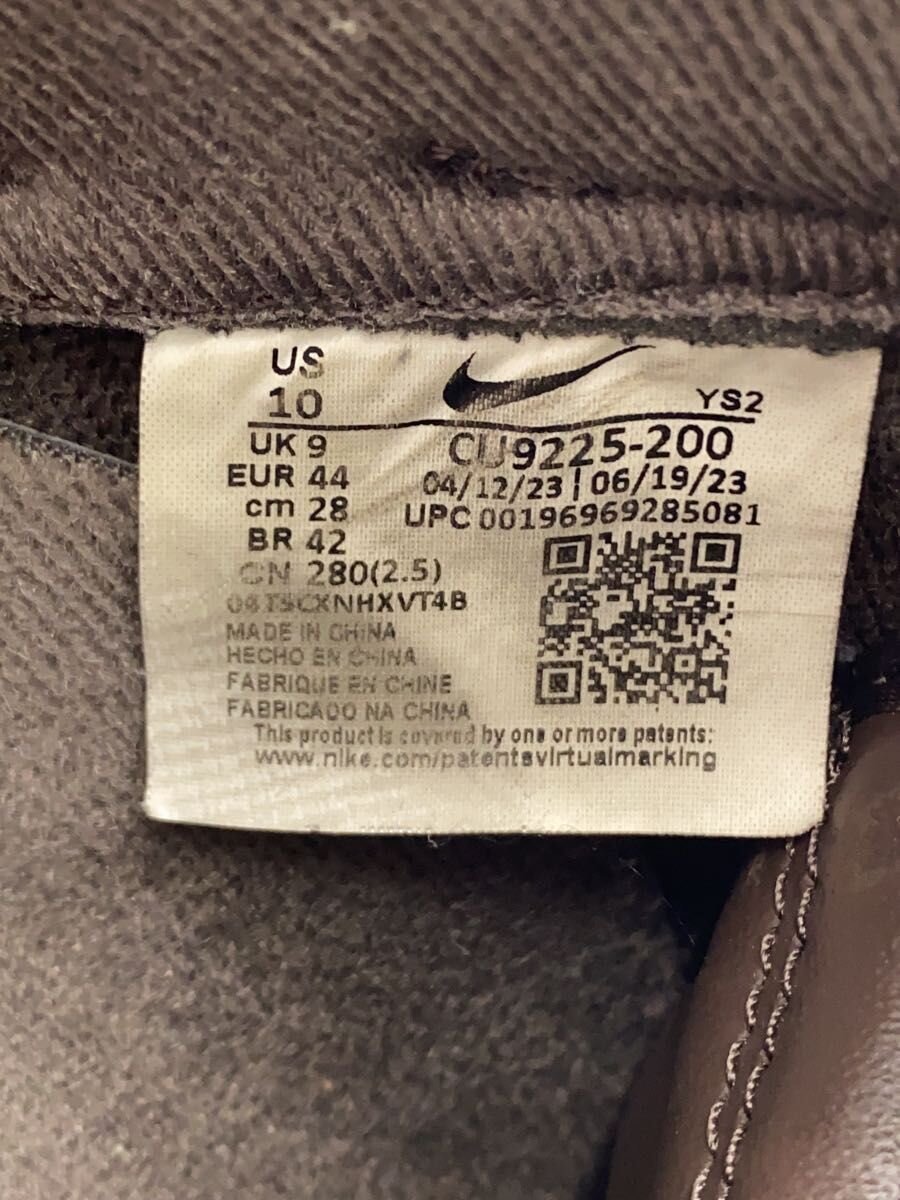 US
10
YS2
UK 9
CU9225-200
EUR 44
04/12/23 | 06/19/23
cm 28
UPC 00196969285081
BR 42
CN 280(2.5)
MADE IN CHINA
HECHO EN CHINA
FABRIQUE EN CHINE
FABRICADO NA CHINA
This product is covered by one or more patents:
www.nike.com/patentsvirtualmarking